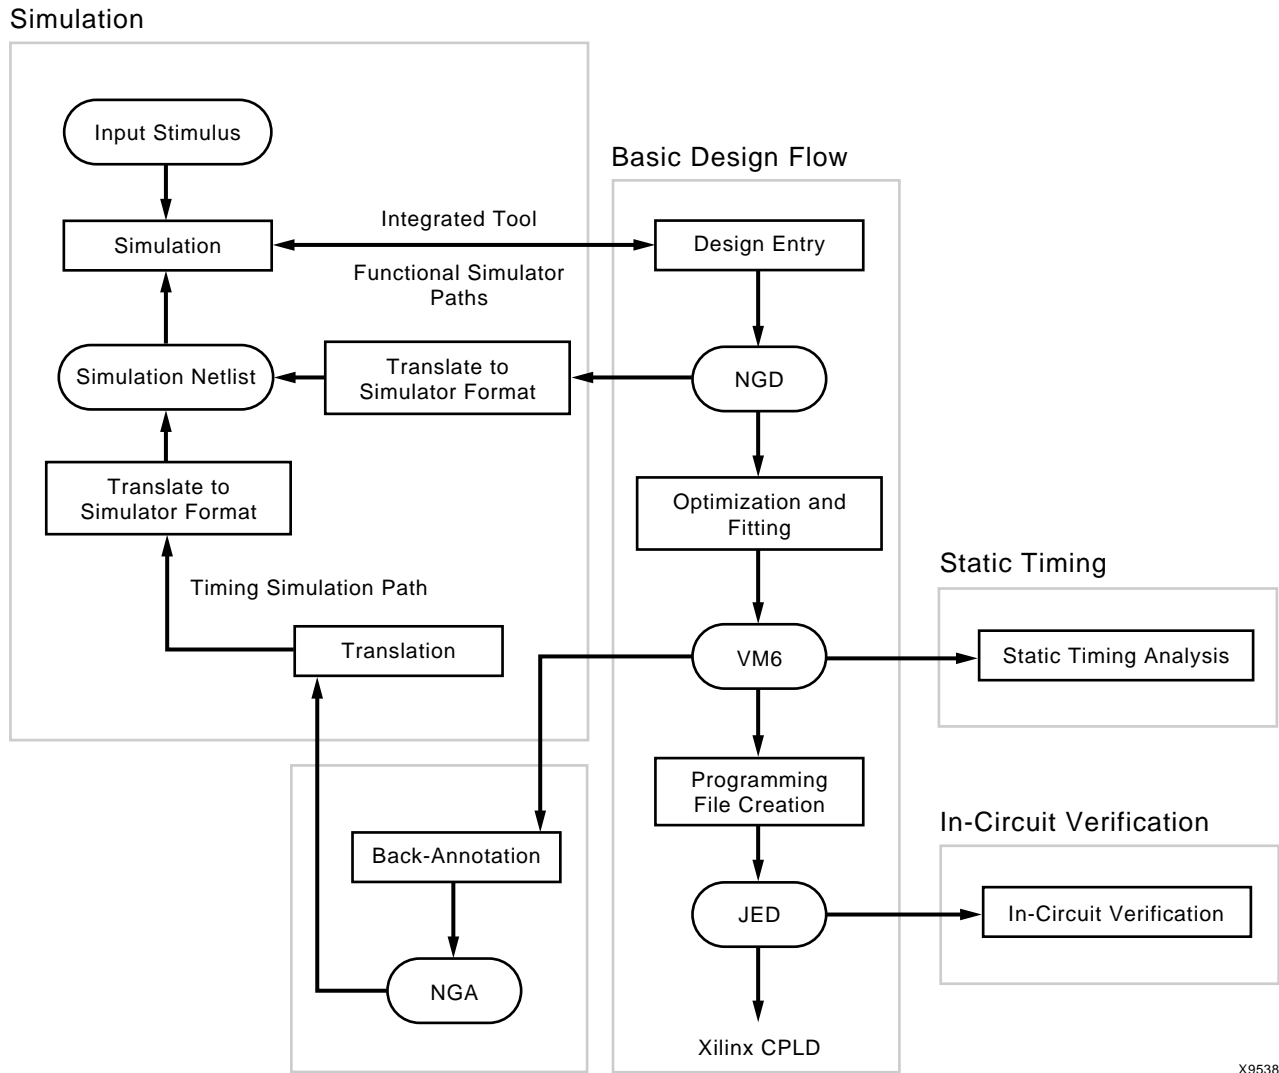 Simulation
Input Stimulus
Basic Design Flow
Integrated Tool
Simulation
Design Entry
Functional Simulator
Paths
Translate to
Simulator Format
Simulation Netlist
NGD
Translate to
Simulator Format
Optimization and
Fitting
Static Timing
Timing Simulation Path
Translation
VM6
Static Timing Analysis
Programming
File Creation
In-Circuit Verification
Back-Annotation
JED
In-Circuit Verification
NGA
Xilinx CPLD
X9538